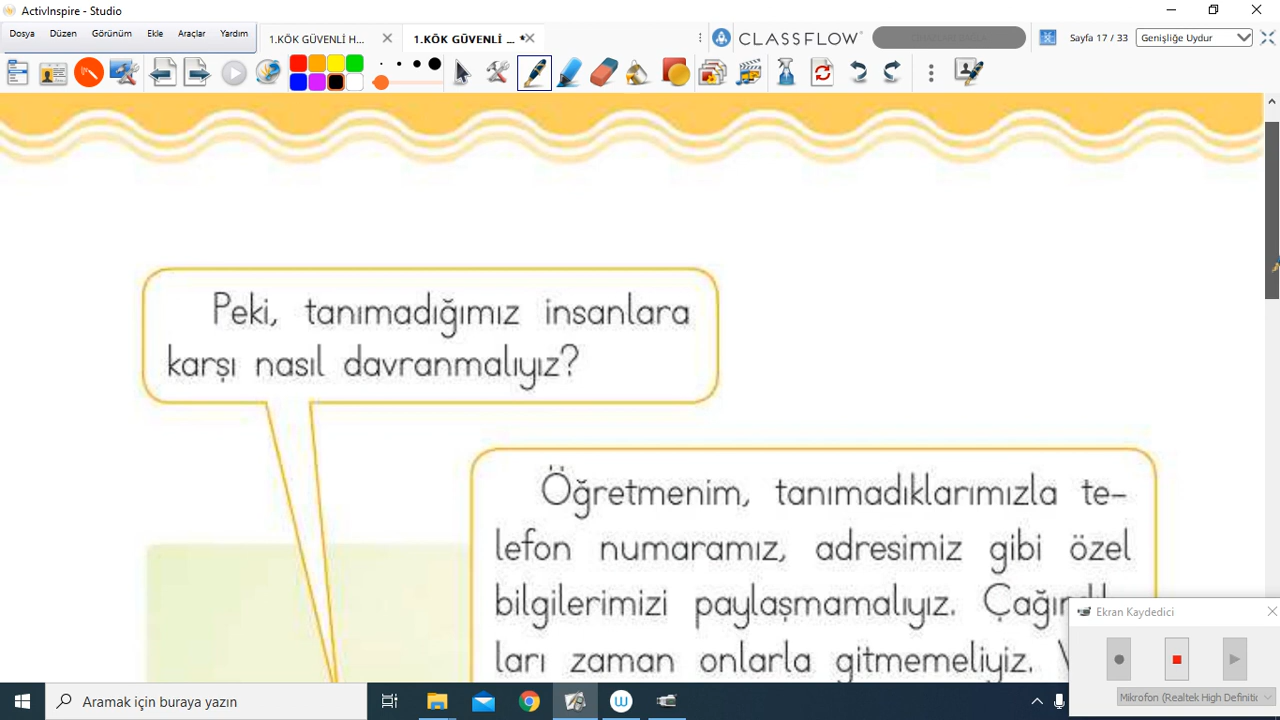 ActivInspire - Studio
Dosya Düzen Görünüm Ekle Araçlar Yardım
1.KÖK GÜVENLİ H...
1.KÖK GÜVENLİ ... *
CLASSFLOW
Sayfa 17 / 33
Genişliğe Uydur
Peki, tanımadığımız insanlara
karşı nasıl davranmalıyız?
Öğretmenim, tanımadıklarımızla te-
lefon numaramız, adresimiz gibi özel
bilgilerimizi paylaşmamalıyız.
ları zaman onlarla gitmemeliyiz.
Ekran Kaydedici
Mikrofon (Realtek High Definitic
Aramak için buraya yazın